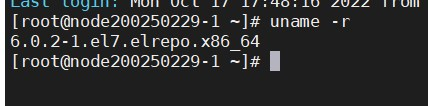 Last login: Mon Oct 17 17:48:16 2022 from
[root@node200250229-1 ~]# uname -r
6.0.2-1.el7.elrepo.x86_64
[root@node200250229-1 ~]#